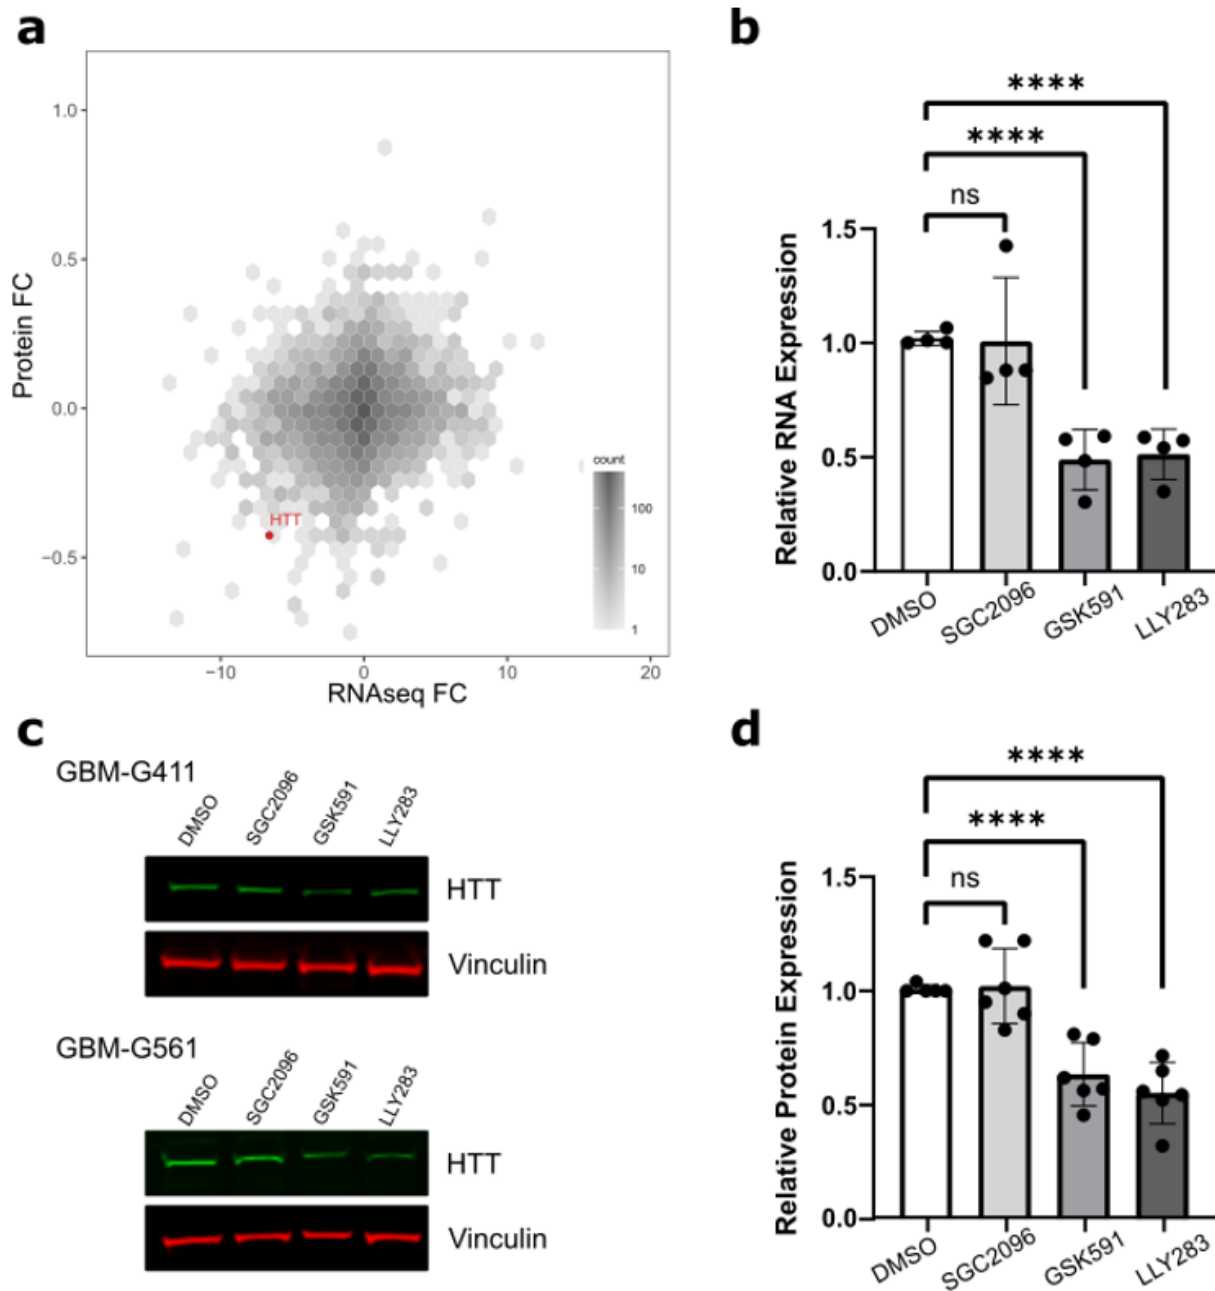 a
1.0
0.5
0.0
−0.5
Protein FC
HTT
count
100
10
1
−10
0
10
20
RNAseq FC
b
****
****
ns
1.5
1.0
0.5
0.0
Relative RNA Expression
DMSO
SGC2096
GSK591
LLY283
c
GBM-G411
DMSO
SGC2096
GSK591
LLY283
HTT
Vinculin
GBM-G561
DMSO
SGC2096
GSK591
LLY283
HTT
Vinculin
d
****
****
ns
1.5
1.0
0.5
0.0
Relative Protein Expression
DMSO
SGC2096
GSK591
LLY283